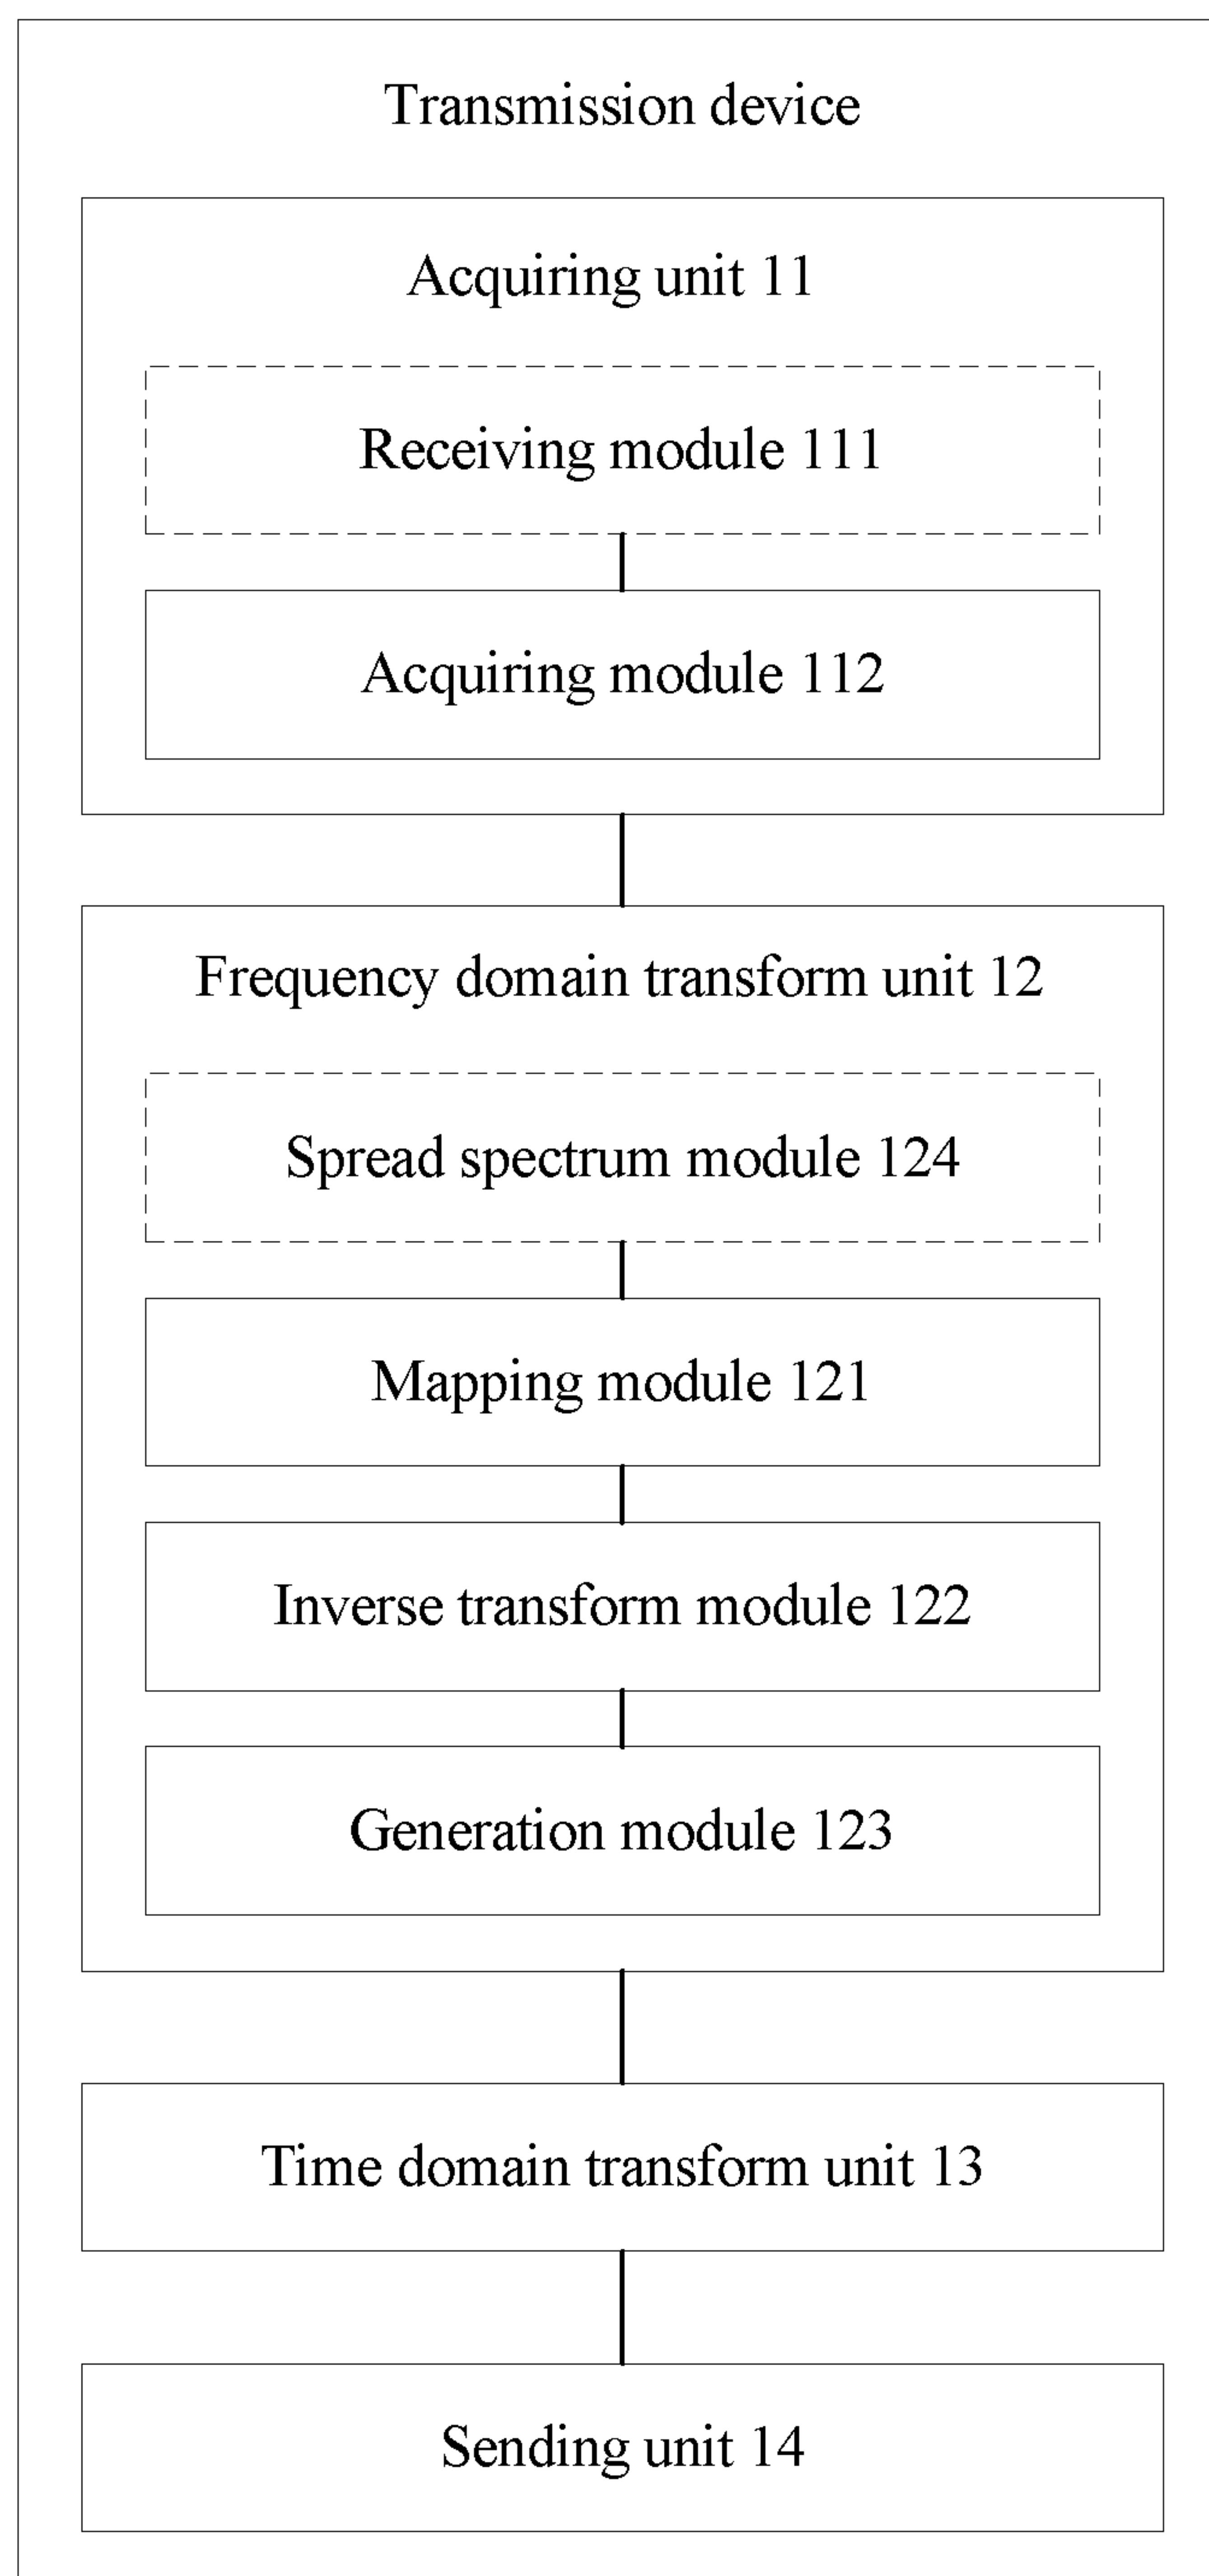 Transmission device
Acquiring unit 11
Receiving module 111
Acquiring module 112
Frequency domain transform unit 12
Spread spectrum module 124
Mapping module 121
Inverse transform module 122
Generation module 123
Time domain transform unit 13
Sending unit 14